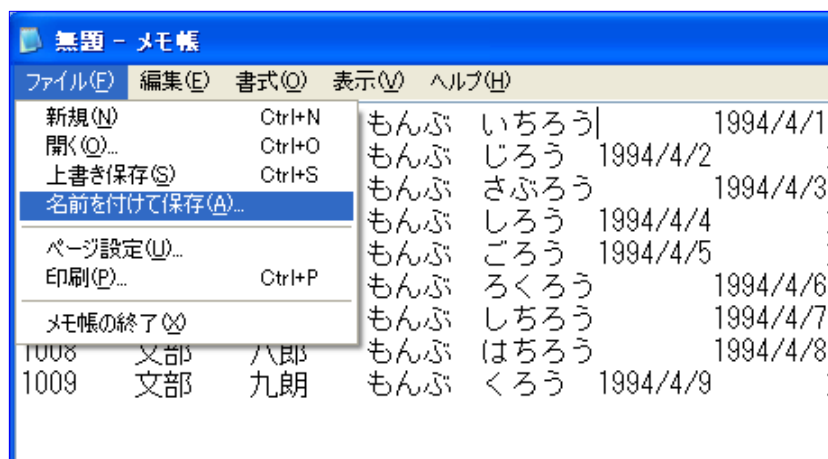 無題 - メモ帳
ファイル(F) 編集(E) 書式(O) 表示(V) ヘルプ(H)
新規(N) Ctrl+N
開く(O)... Ctrl+O
上書き保存(S) Ctrl+S
名前を付けて保存(A)...
ページ設定(U)...
印刷(P)... Ctrl+P
メモ帳の終了(X)
もんぶ いちろう 1994/4/1
もんぶ じろう 1994/4/2
もんぶ さぶろう 1994/4/3
もんぶ しろう 1994/4/4
もんぶ ごろう 1994/4/5
もんぶ ろくろう 1994/4/6
もんぶ しちろう 1994/4/7
1008 文部 八郎 もんぶ はちろう 1994/4/8
1009 文部 九朗 もんぶ くろう 1994/4/9